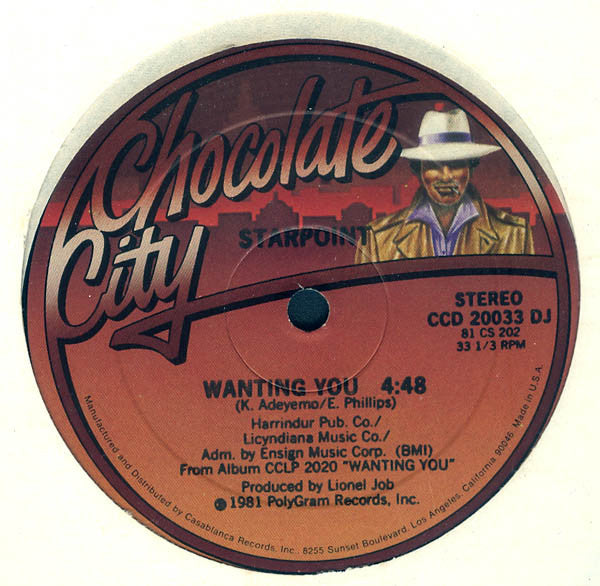 Chocolate
City
STARPOINT
STEREO
CCD 20033 DJ
81 CS 202
33 1/3 RPM
WANTING YOU 4:48
(K. Adeyemo/E. Phillips)
Harrindur Pub. Co./
Licyndiana Music Co./
Adm. by Ensign Music Corp. (BMI)
From Album CCLP 2020 "WANTING YOU"
Produced by Lionel Job
℗ 1981 PolyGram Records, Inc.
Manufactured and Distributed by Casablanca Records, Inc., 8255 Sunset Boulevard, Los Angeles, California 90046. Made in U.S.A.